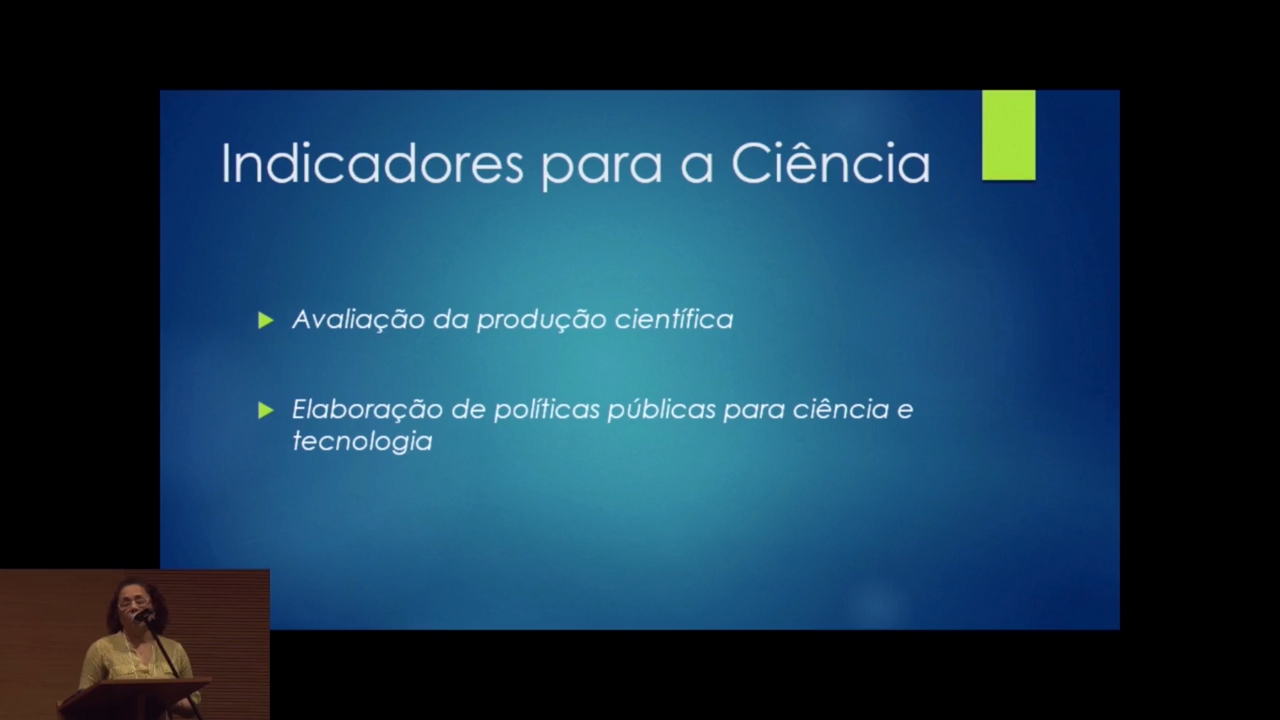 Indicadores para a Ciência
Avaliação da produção científica
Elaboração de políticas públicas para ciência e
tecnologia